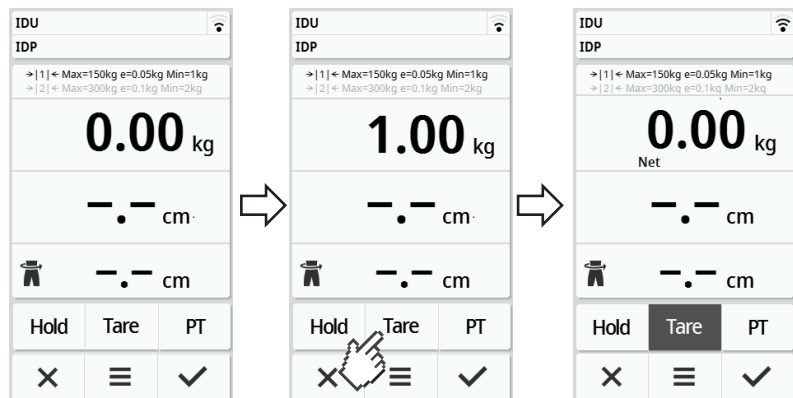 IDU
IDP
→|1|← Max=150kg e=0.05kg Min=1kg
→|2|← Max=300kg e=0.1kg Min=2kg
0.00 kg
–.– cm
–.– cm
Hold Tare PT
IDU
IDP
→|1|← Max=150kg e=0.05kg Min=1kg
→|2|← Max=300kg e=0.1kg Min=2kg
1.00 kg
–.– cm
–.– cm
Hold Tare PT
IDU
IDP
→|1|← Max=150kg e=0.05kg Min=1kg
→|2|← Max=300kg e=0.1kg Min=2kg
0.00 kg
Net
–.– cm
–.– cm
Hold Tare PT